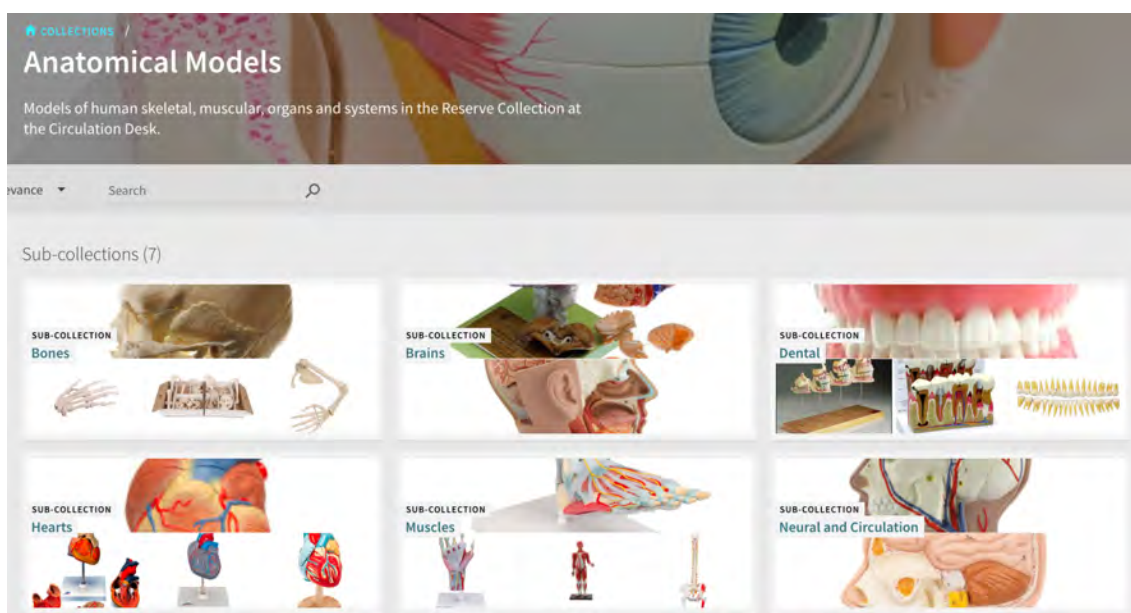 COLLECTIONS /
Anatomical Models
Models of human skeletal, muscular, organs and systems in the Reserve Collection at
the Circulation Desk.
evance Search
Sub-collections (7)
SUB-COLLECTION
Bones
SUB-COLLECTION
Brains
SUB-COLLECTION
Dental
SUB-COLLECTION
Hearts
SUB-COLLECTION
Muscles
SUB-COLLECTION
Neural and Circulation